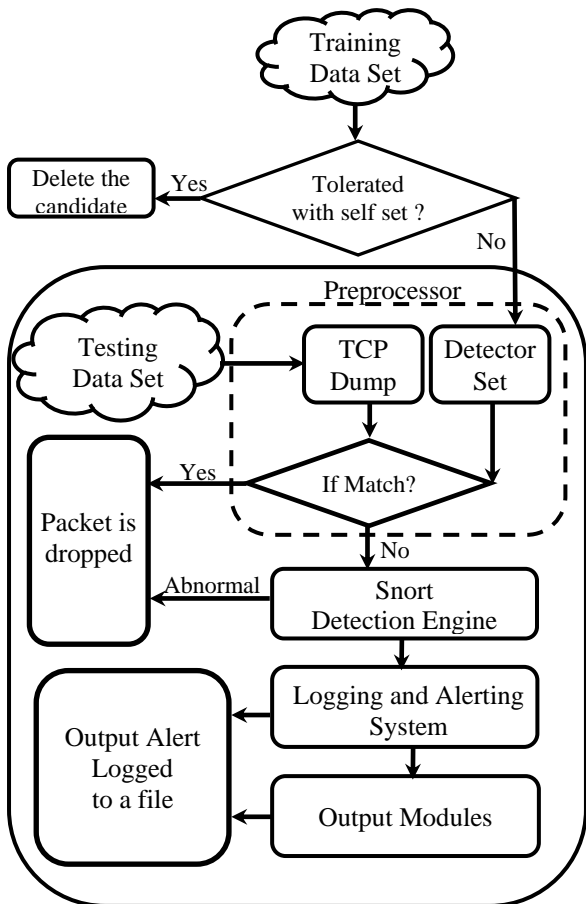 Training
Data Set
Tolerated
with self set ?
Yes
Delete the
candidate
No
Preprocessor
Testing
Data Set
TCP
Dump
Detector
Set
If Match?
Yes
Packet is
dropped
No
Abnormal
Snort
Detection Engine
Logging and Alerting
System
Output Alert
Logged
to a file
Output Modules